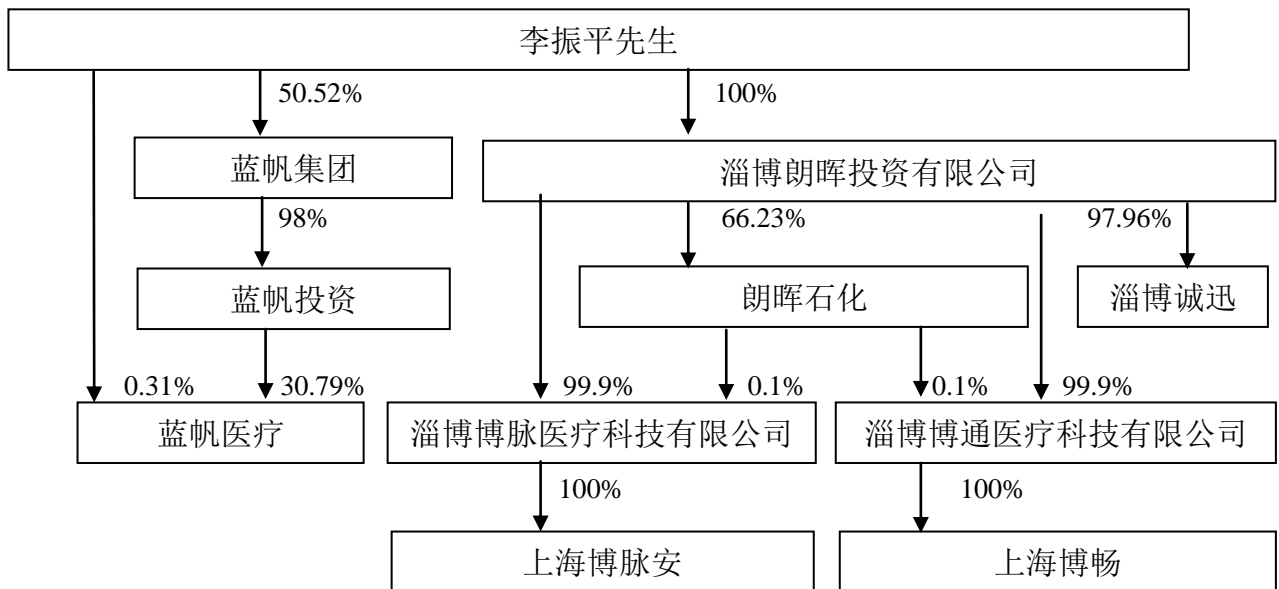 李振平先生
50.52%
100%
蓝帆集团
淄博朗晖投资有限公司
98%
66.23%
97.96%
蓝帆投资
朗晖石化
淄博诚迅
0.31%
30.79%
99.9%
0.1%
0.1%
99.9%
蓝帆医疗
淄博博脉医疗科技有限公司
淄博博通医疗科技有限公司
100%
100%
上海博脉安
上海博畅